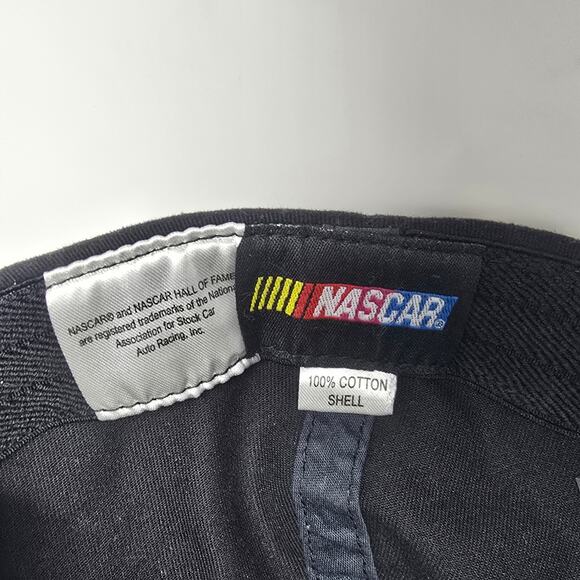 NASCAR® and NASCAR HALL OF FAME
are registered trademarks of the National
Association for Stock Car
Auto Racing, Inc.
NASCAR®
100% COTTON
SHELL